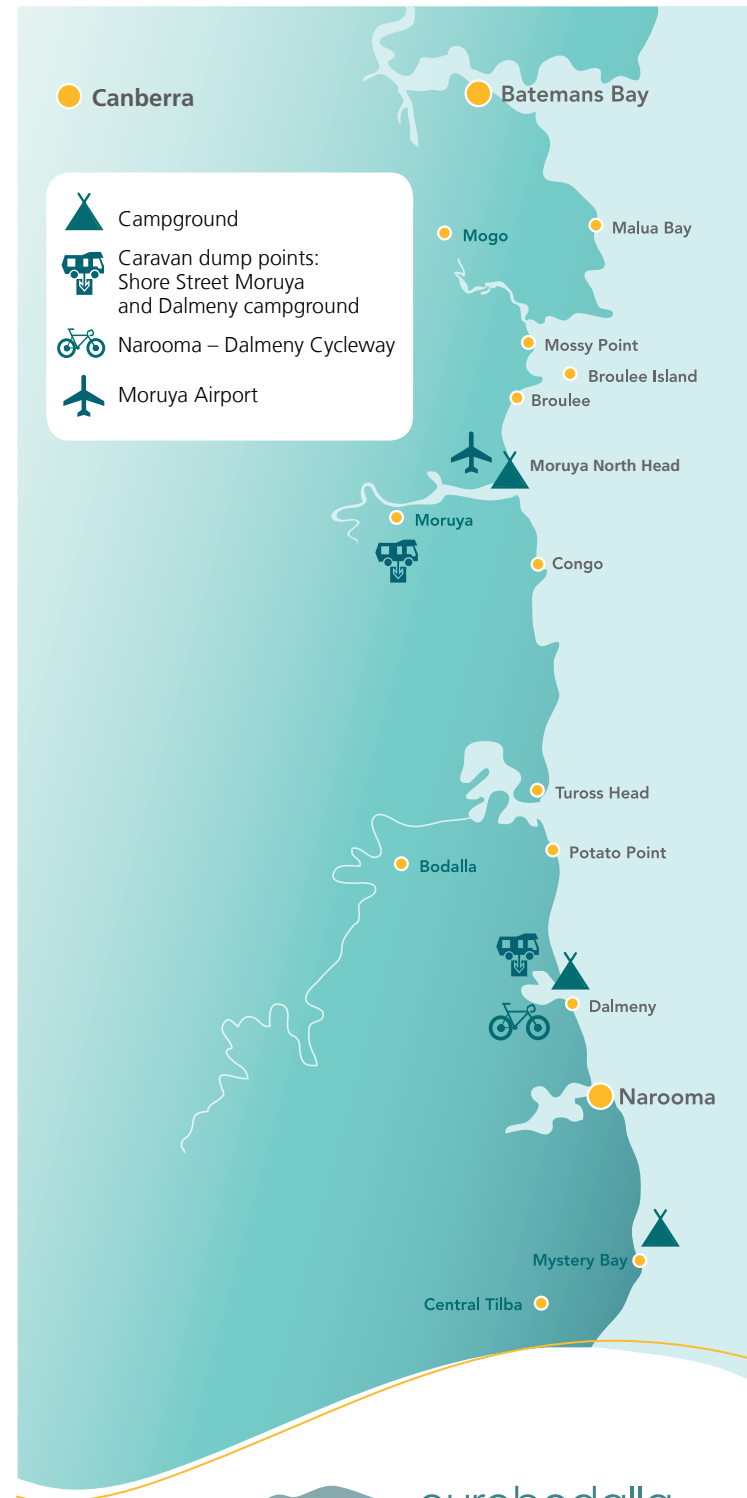 Canberra
Batemans Bay
Campground
Caravan dump points:
Shore Street Moruya
and Dalmeny campground
Narooma – Dalmeny Cycleway
Moruya Airport
Mogo
Malua Bay
Mossy Point
Broulee Island
Broulee
Moruya North Head
Moruya
Congo
Tuross Head
Potato Point
Bodalla
Dalmeny
Narooma
Mystery Bay
Central Tilba
eurobodalla